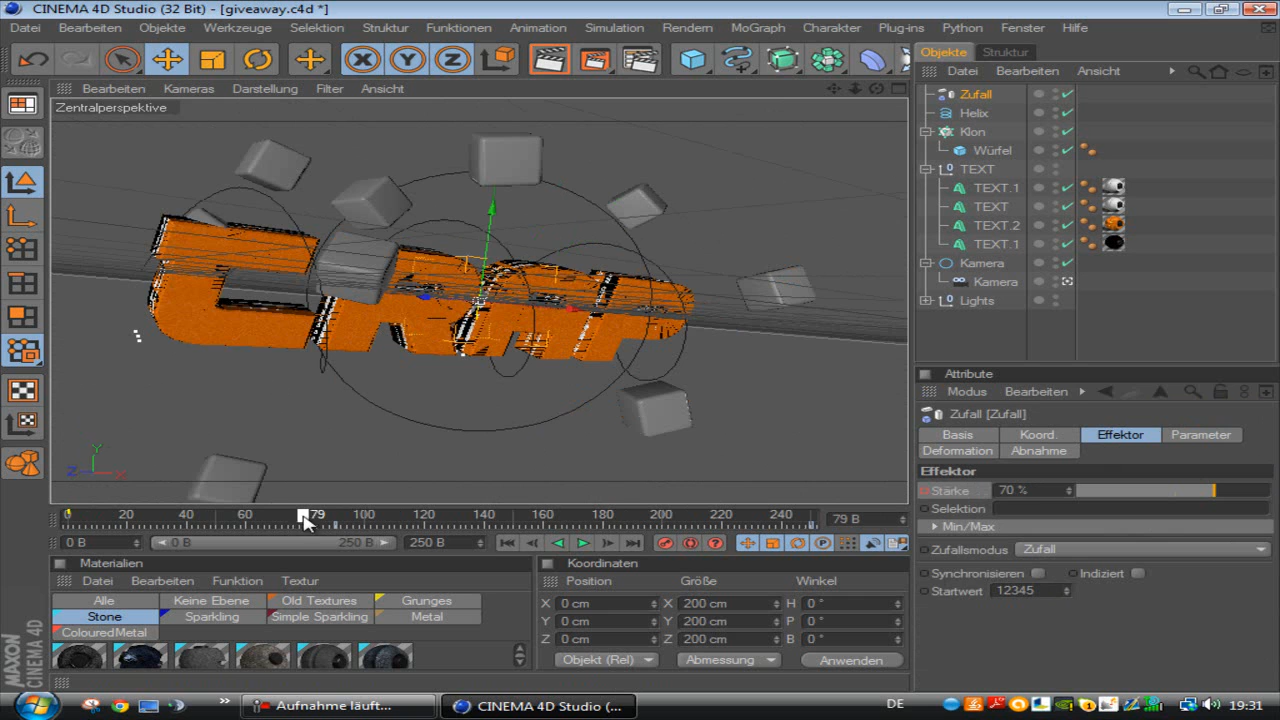 CINEMA 4D Studio (32 Bit) - [giveaway.c4d *]
Datei Bearbeiten Objekte Werkzeuge Selektion Struktur Funktionen Animation Simulation Rendern MoGraph Charakter Plug-ins Python Fenster Hilfe
X Y Z
Objekte Struktur
Datei Bearbeiten Ansicht
Bearbeiten Kameras Darstellung Filter Ansicht
Zentralperspektive
Zufall
Helix
Klon
Würfel
TEXT
TEXT.1
TEXT
TEXT.2
TEXT.1
Kamera
Kamera
Lights
Y
Z X
Attribute
Modus Bearbeiten
Zufall [Zufall]
Basis Koord. Effektor Parameter
Deformation Abnahme
Effektor
Stärke 70 %
Selektion
Min/Max
Zufallsmodus Zufall
Synchronisieren Indiziert
Startwert 12345
0 20 40 60 79 100 120 140 160 180 200 220 240 79 B
0 B 0 B 250 B 250 B
Materialien
Datei Bearbeiten Funktion Textur
Alle Keine Ebene Old Textures Grunges
Stone Sparkling Simple Sparkling Metal
Coloured Metal
Koordinaten
Position Größe Winkel
X 0 cm X 200 cm H 0 °
Y 0 cm Y 200 cm P 0 °
Z 0 cm Z 200 cm B 0 °
Objekt (Rel) Abmessung Anwenden
MAXON
CINEMA 4D
Aufnahme läuft... CINEMA 4D Studio (... DE 19:31